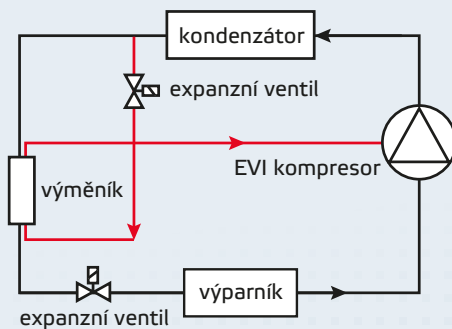 kondenzátor
expanzní ventil
EVI kompresor
výměník
výparník
expanzní ventil